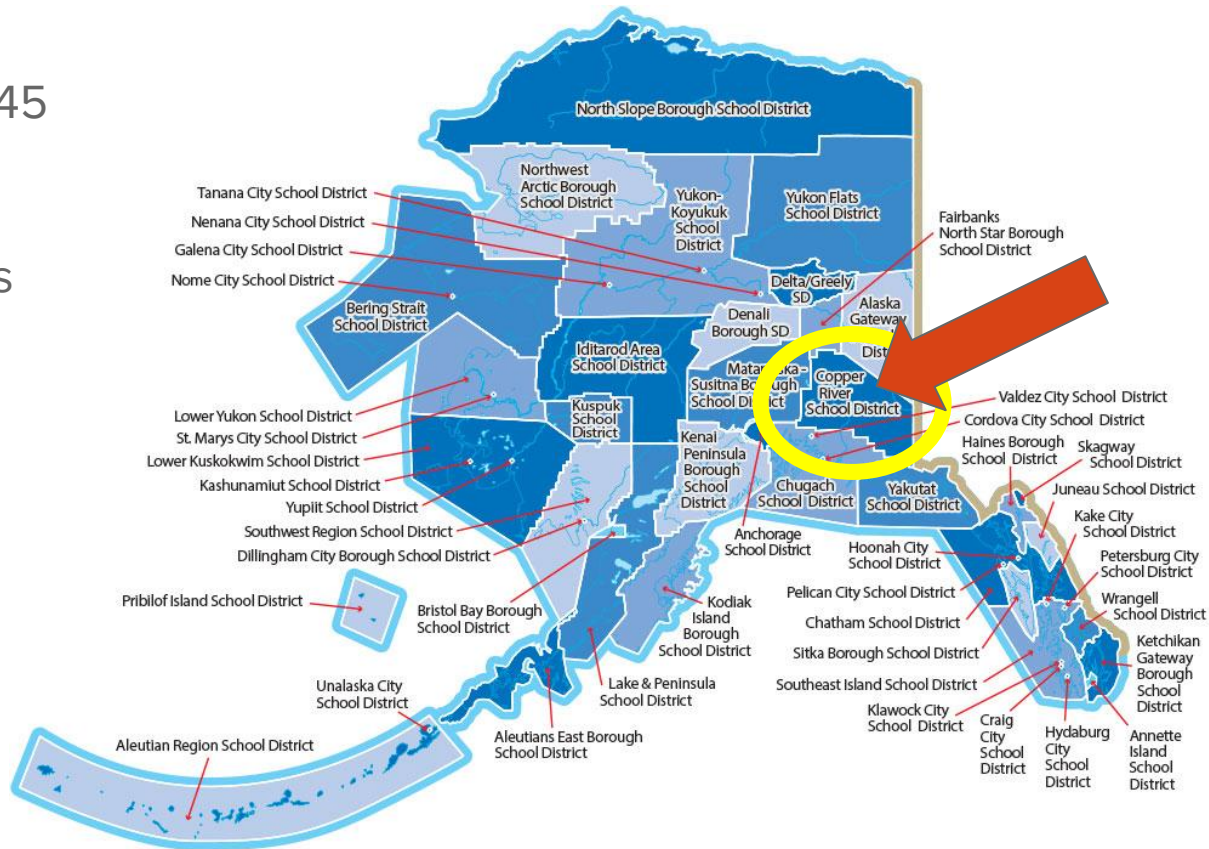 45
s
North Slope Borough School District
Northwest
Arctic Borough
School District
Yukon-
Koyukuk
School
District
Yukon Flats
School District
Tanana City School District
Nenana City School District
Galena City School District
Nome City School District
Fairbanks
North Star Borough
School District
Bering Strait
School District
Delta/Greely
SD
Denali
Borough SD
Alaska
Gateway
Iditarod Area
School District
Susitna Borough
School District
Copper
River
School District
Valdez City School District
Cordova City School District
Lower Yukon School District
St. Marys City School District
Lower Kuskokwim School District
Kashunamiut School District
Yupiit School District
Southwest Region School District
Dillingham City Borough School District
Kuspuk
School
District
Kenai
Peninsula
Borough
School
District
Chugach
School District
Yakutat
School District
Haines Borough
School District
Skagway
School District
Juneau School District
Kake City
School District
Petersburg City
School District
Wrangell
School District
Ketchikan
Gateway
Borough
School
District
Anchorage
School District
Hoonah City
School District
Pelican City School District
Chatham School District
Sitka Borough School District
Southeast Island School District
Klawock City
School District
Craig
City
School
District
Hydaburg
City
School
District
Annette
Island
School
District
Pribilof Island School District
Bristol Bay Borough
School District
Kodiak
Island
Borough
School District
Lake & Peninsula
School District
Aleutians East Borough
School District
Unalaska City
School District
Aleutian Region School District